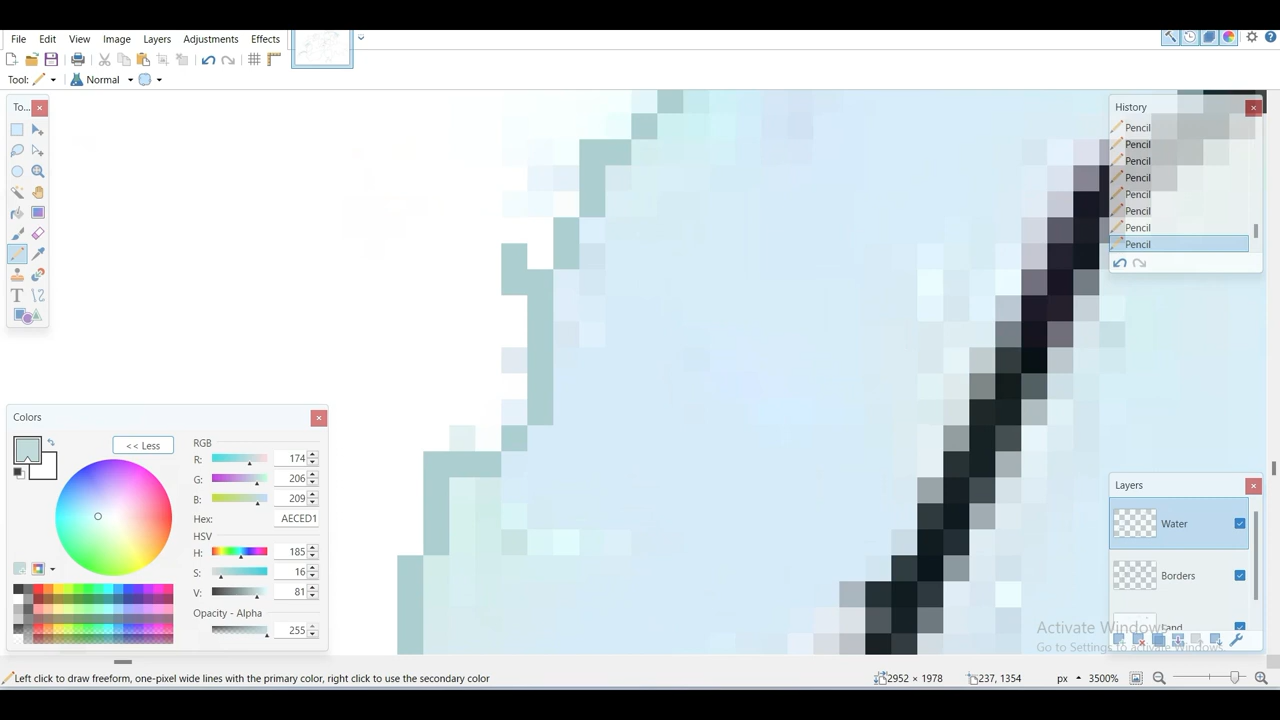 File Edit View Image Layers Adjustments Effects
Tool: Normal
To...
History
Pencil
Pencil
Pencil
Pencil
Pencil
Pencil
Pencil
Pencil
Colors
<< Less
RGB
R: 174
G: 206
B: 209
Hex: AECED1
HSV
H: 185
S: 16
V: 81
Opacity - Alpha
255
Layers
Water
Borders
Land
Activate Windows
Go to Settings to activate Windows.
Left click to draw freeform, one-pixel wide lines with the primary color, right click to use the secondary color
2952 × 1978 237, 1354 px 3500%